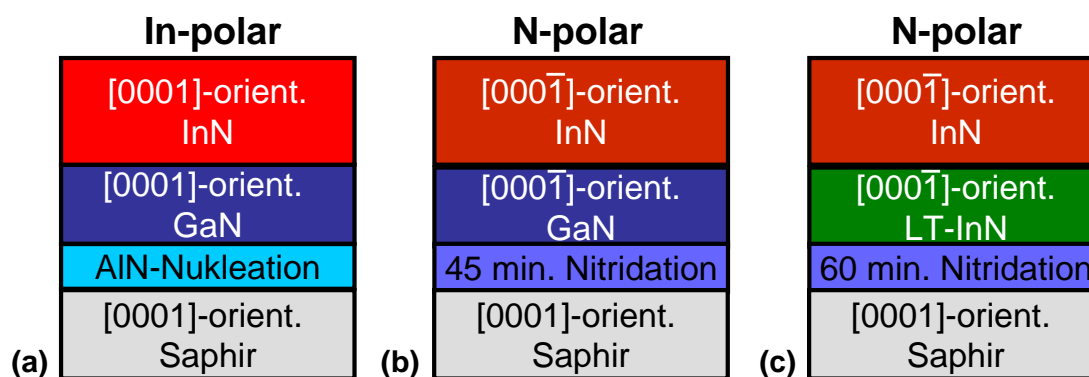 In-polar
[0001]-orient.
InN
[0001]-orient.
GaN
AlN-Nukleation
[0001]-orient.
Saphir
(a)
N-polar
[0001̅]-orient.
InN
[0001̅]-orient.
GaN
45 min. Nitridation
[0001]-orient.
Saphir
(b)
N-polar
[0001̅]-orient.
InN
[0001̅]-orient.
LT-InN
60 min. Nitridation
[0001]-orient.
Saphir
(c)